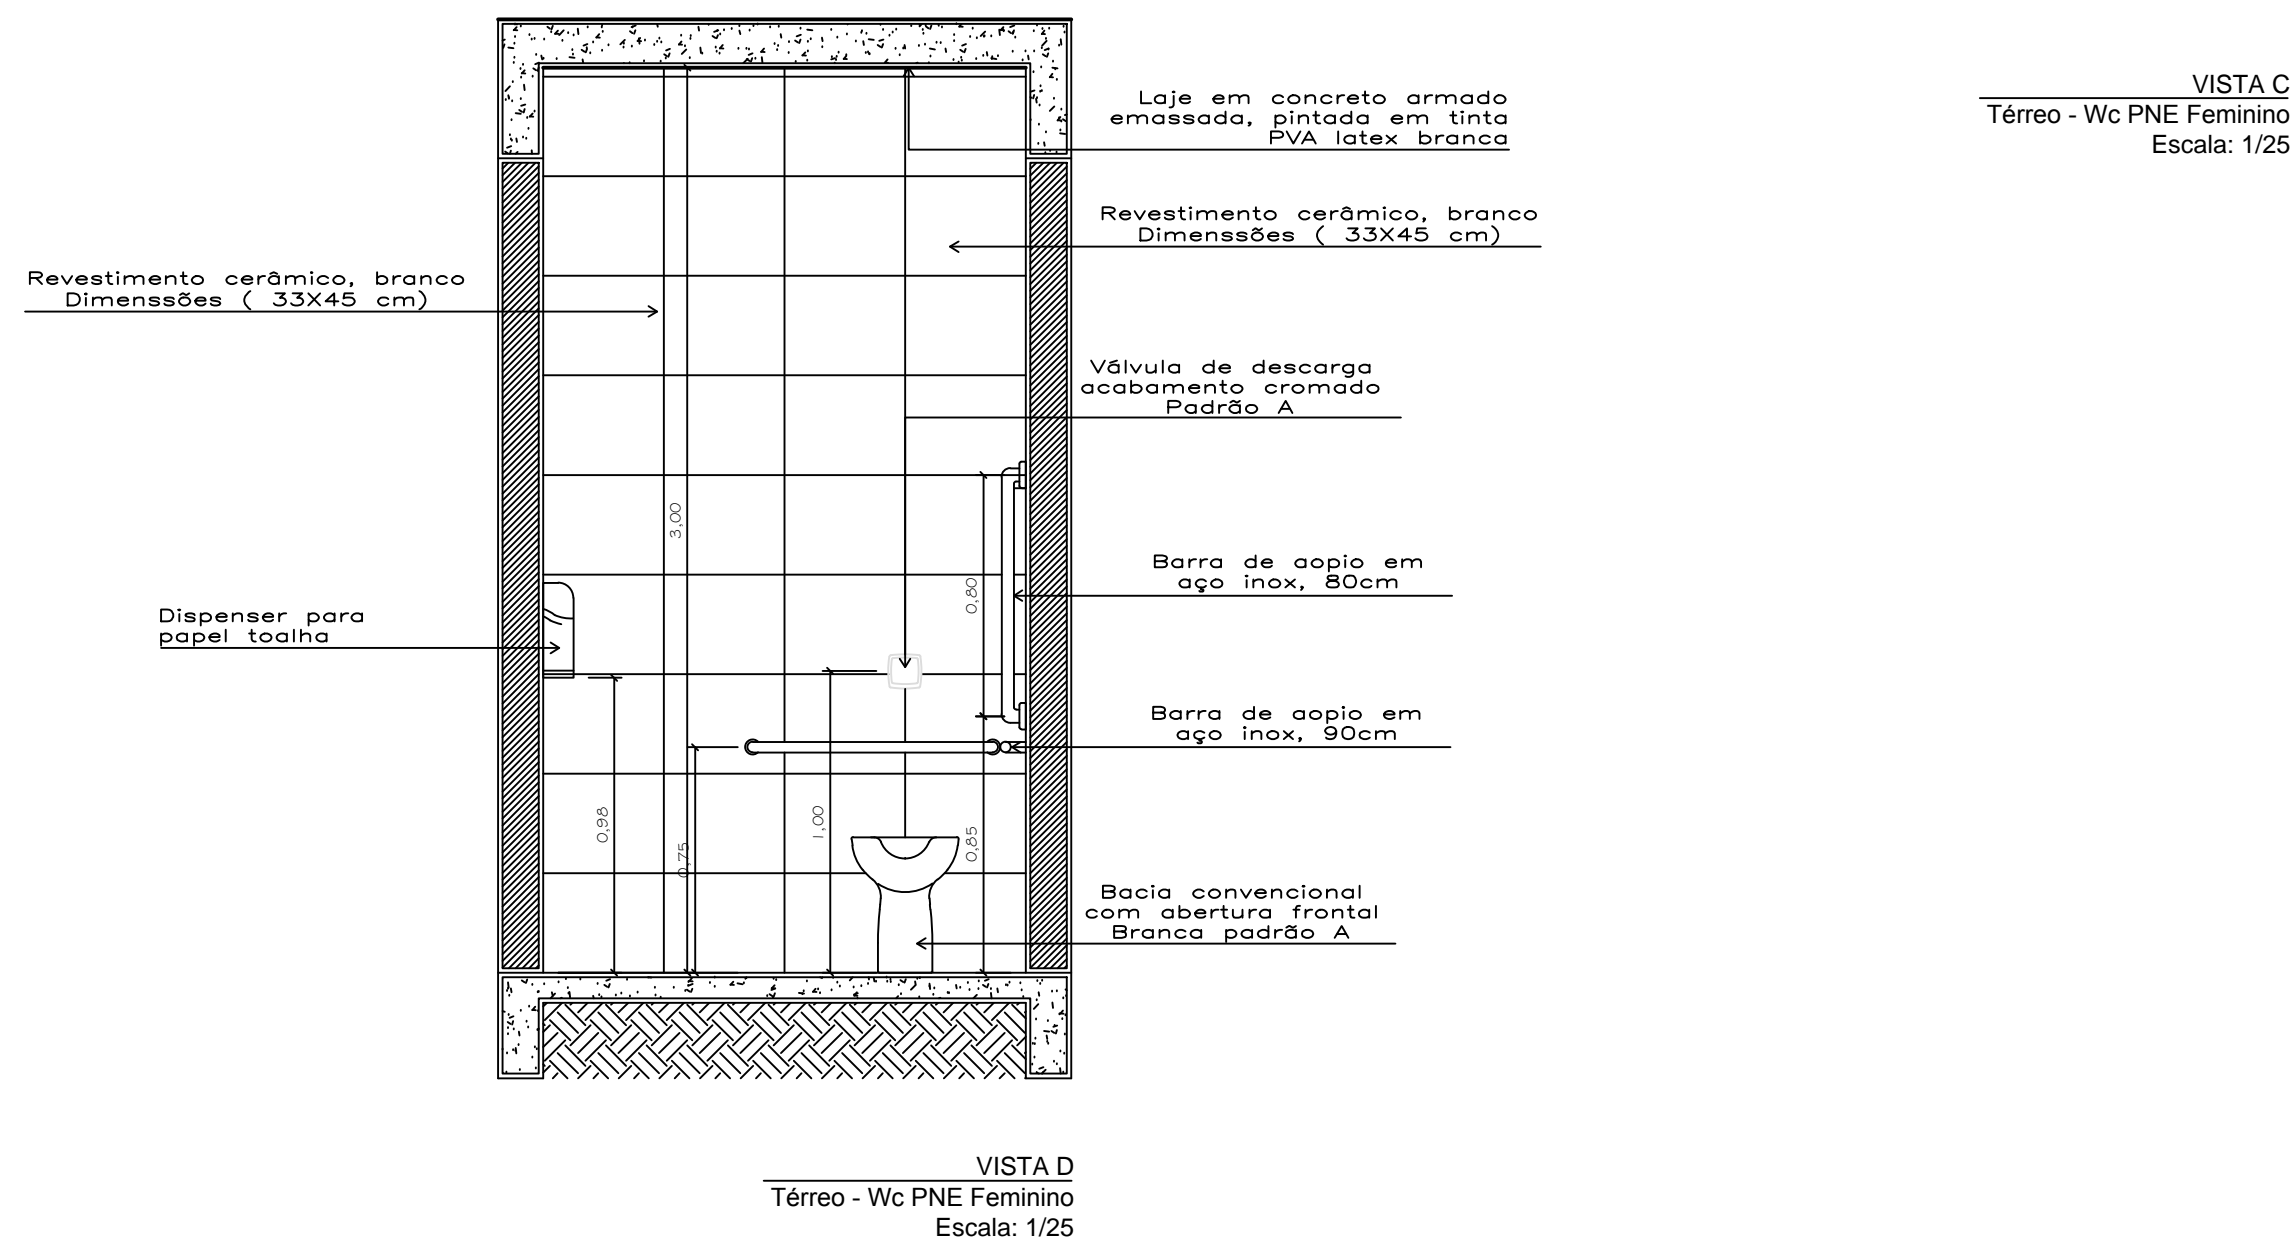 Laje em concreto armado
emassada, pintada em tinta
PVA latex branca
VISTA C
Térreo - Wc PNE Feminino
Escala: 1/25
Revestimento cerâmico, branco
Dimenssões ( 33X45 cm)
Revestimento cerâmico, branco
Dimenssões ( 33X45 cm)
Válvula de descarga
acabamento cromado
Padrão A
3,00
Barra de aopio em
aço inox, 80cm
0,80
Dispenser para
papel toalha
Barra de aopio em
aço inox, 90cm
0,98
0,75
1,00
0,85
Bacia convencional
com abertura frontal
Branca padrão A
VISTA D
Térreo - Wc PNE Feminino
Escala: 1/25